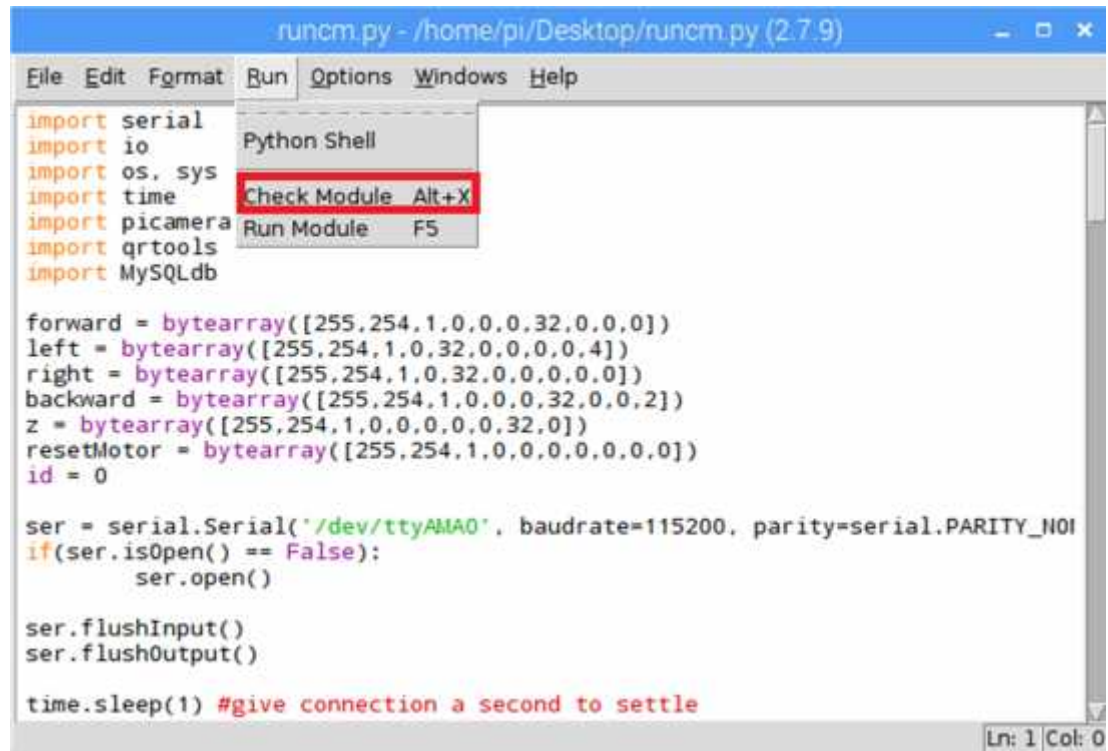 runcm.py - /home/pi/Desktop/runcm.py (2.7.9)
File Edit Format Run Options Windows Help
Python Shell
Check Module Alt+X
Run Module F5
import serial
import io
import os, sys
import time
import picamera
import qrtools
import MySQLdb
forward = bytearray([255,254,1,0,0,0,32,0,0,0])
left = bytearray([255,254,1,0,32,0,0,0,0,4])
right = bytearray([255,254,1,0,32,0,0,0,0,0])
backward = bytearray([255,254,1,0,0,0,32,0,0,2])
z = bytearray([255,254,1,0,0,0,0,0,32,0])
resetMotor = bytearray([255,254,1,0,0,0,0,0,0,0])
id = 0
ser = serial.Serial('/dev/ttyAMA0', baudrate=115200, parity=serial.PARITY_NO
if(ser.isOpen() == False):
ser.open()
ser.flushInput()
ser.flushOutput()
time.sleep(1) #give connection a second to settle
Ln: 1 Col: 0